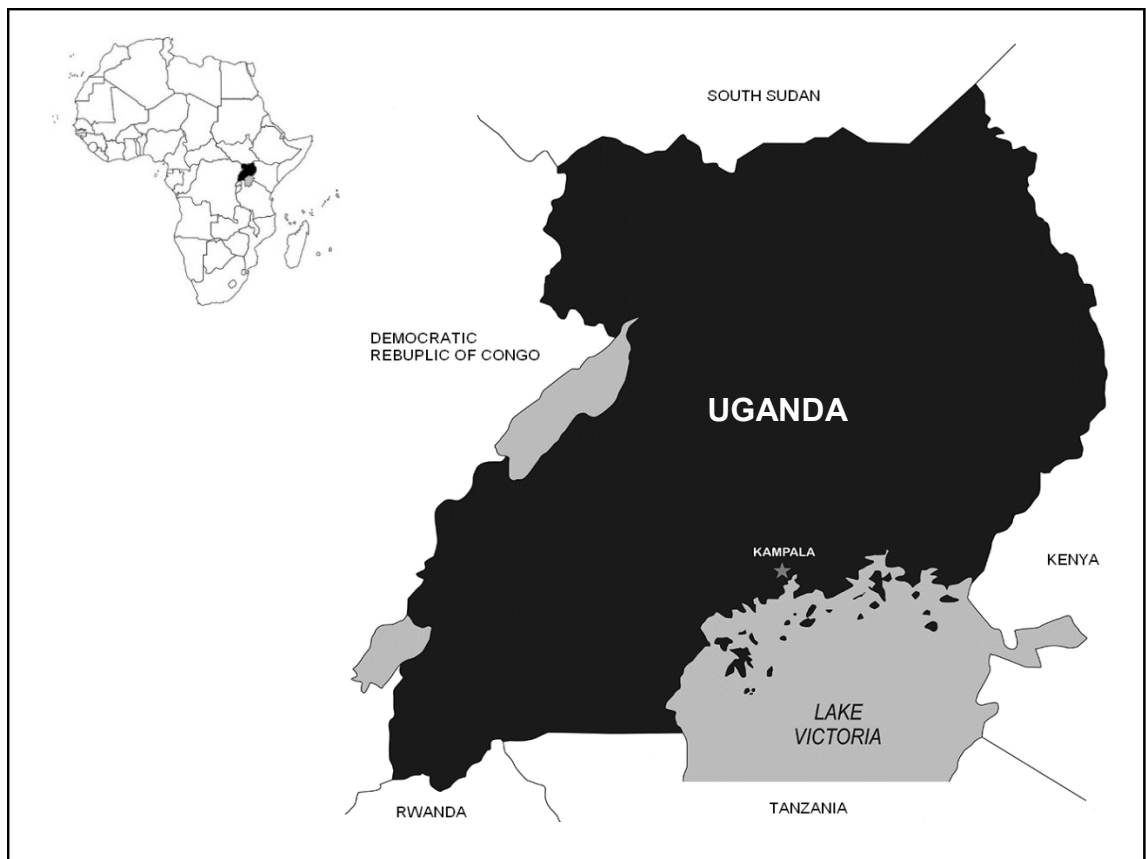 SOUTH SUDAN
DEMOCRATIC
REBUPLIC OF CONGO
UGANDA
KAMPALA
KENYA
LAKE
VICTORIA
RWANDA
TANZANIA